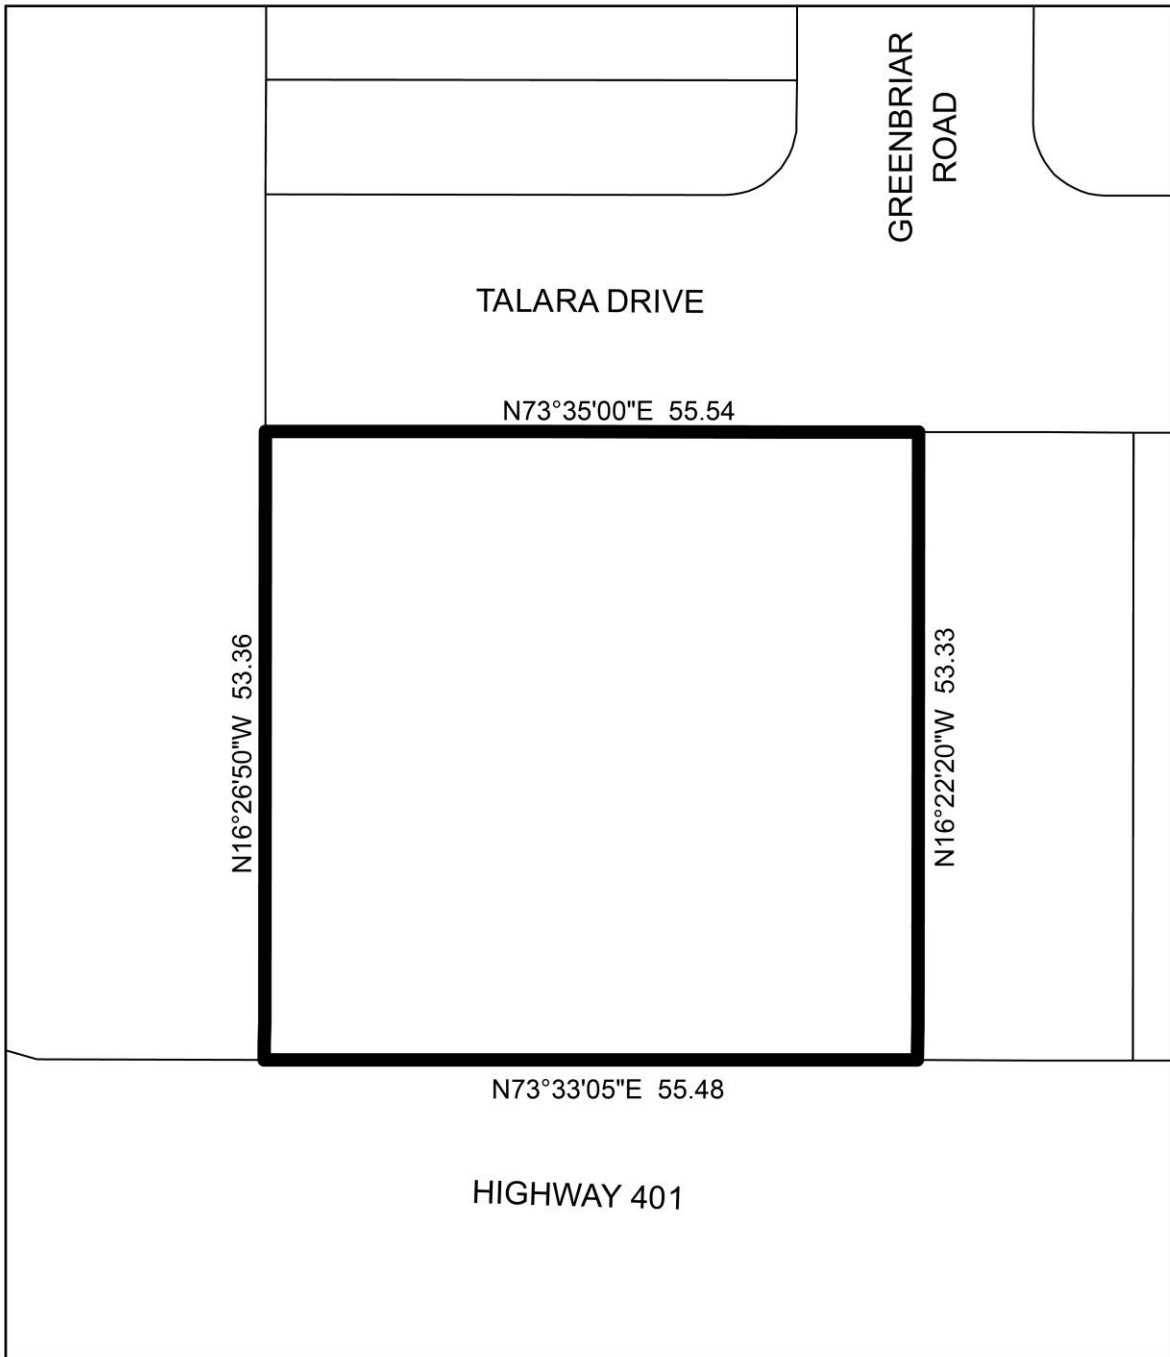 GREENBRIAR
ROAD
TALARA DRIVE
N73°35'00"E 55.54
N16°26'50"W 53.36
N16°22'20"W 53.33
N73°33'05"E 55.48
HIGHWAY 401